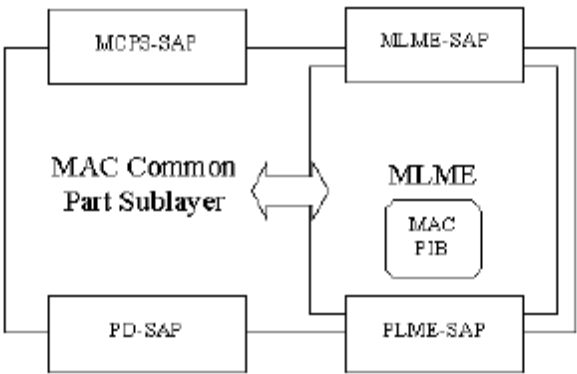 MCPS-SAP
MLME-SAP
MAC Common
Part Sublayer
MLME
MAC
PIB
PD-SAP
PLME-SAP